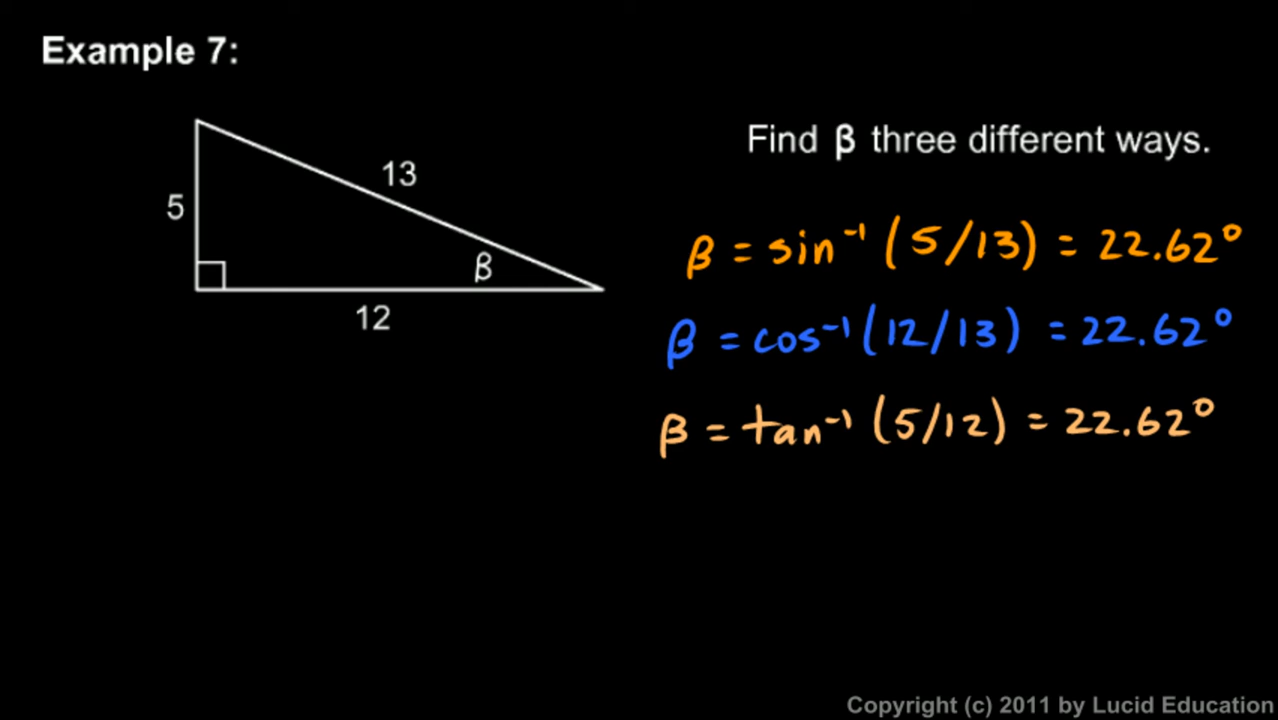 Example 7:
Find β three different ways.
13
5
β
12
β = sin⁻¹ (5/13) = 22.62°
β = cos⁻¹ (12/13) = 22.62°
β = tan⁻¹ (5/12) = 22.62°
Copyright (c) 2011 by Lucid Education